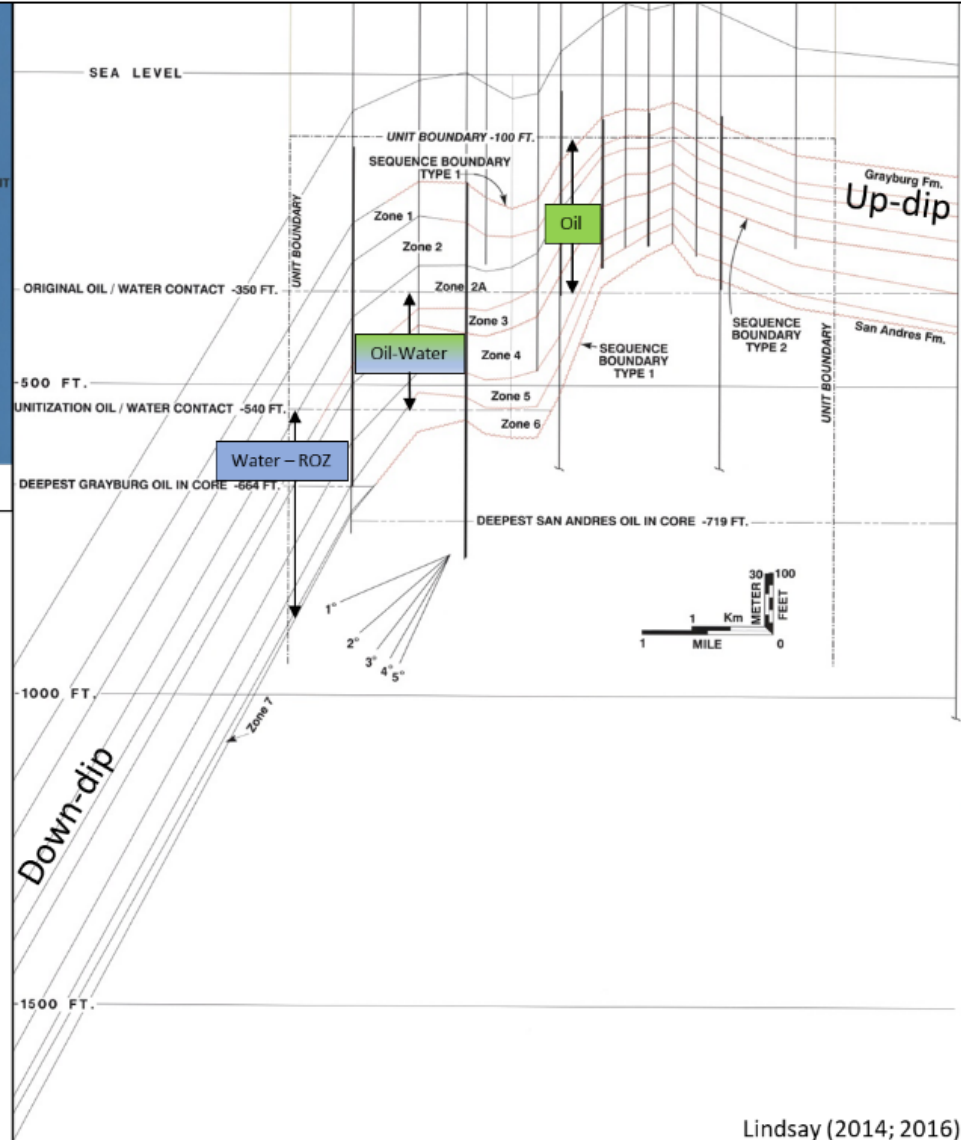 SEA LEVEL
UNIT BOUNDARY -100 FT.
SEQUENCE BOUNDARY
TYPE 1
Grayburg Fm.
Up-dip
UNIT BOUNDARY
Zone 1
Oil
Zone 2
ORIGINAL OIL / WATER CONTACT -350 FT.
Zone 2A
Zone 3
SEQUENCE
BOUNDARY
TYPE 2
San Andres Fm.
UNIT BOUNDARY
Oil-Water
Zone 4
SEQUENCE
BOUNDARY
TYPE 1
-500 FT.
Zone 5
UNITIZATION OIL / WATER CONTACT -540 FT.
Zone 6
Water – ROZ
DEEPEST GRAYBURG OIL IN CORE -664 FT.
DEEPEST SAN ANDRES OIL IN CORE -719 FT.
1°
2°
3°
4°
5°
30 100
METER
FEET
1 Km
1 MILE 0
-1000 FT.
Zone 7
Down-dip
-1500 FT.
Lindsay (2014; 2016)